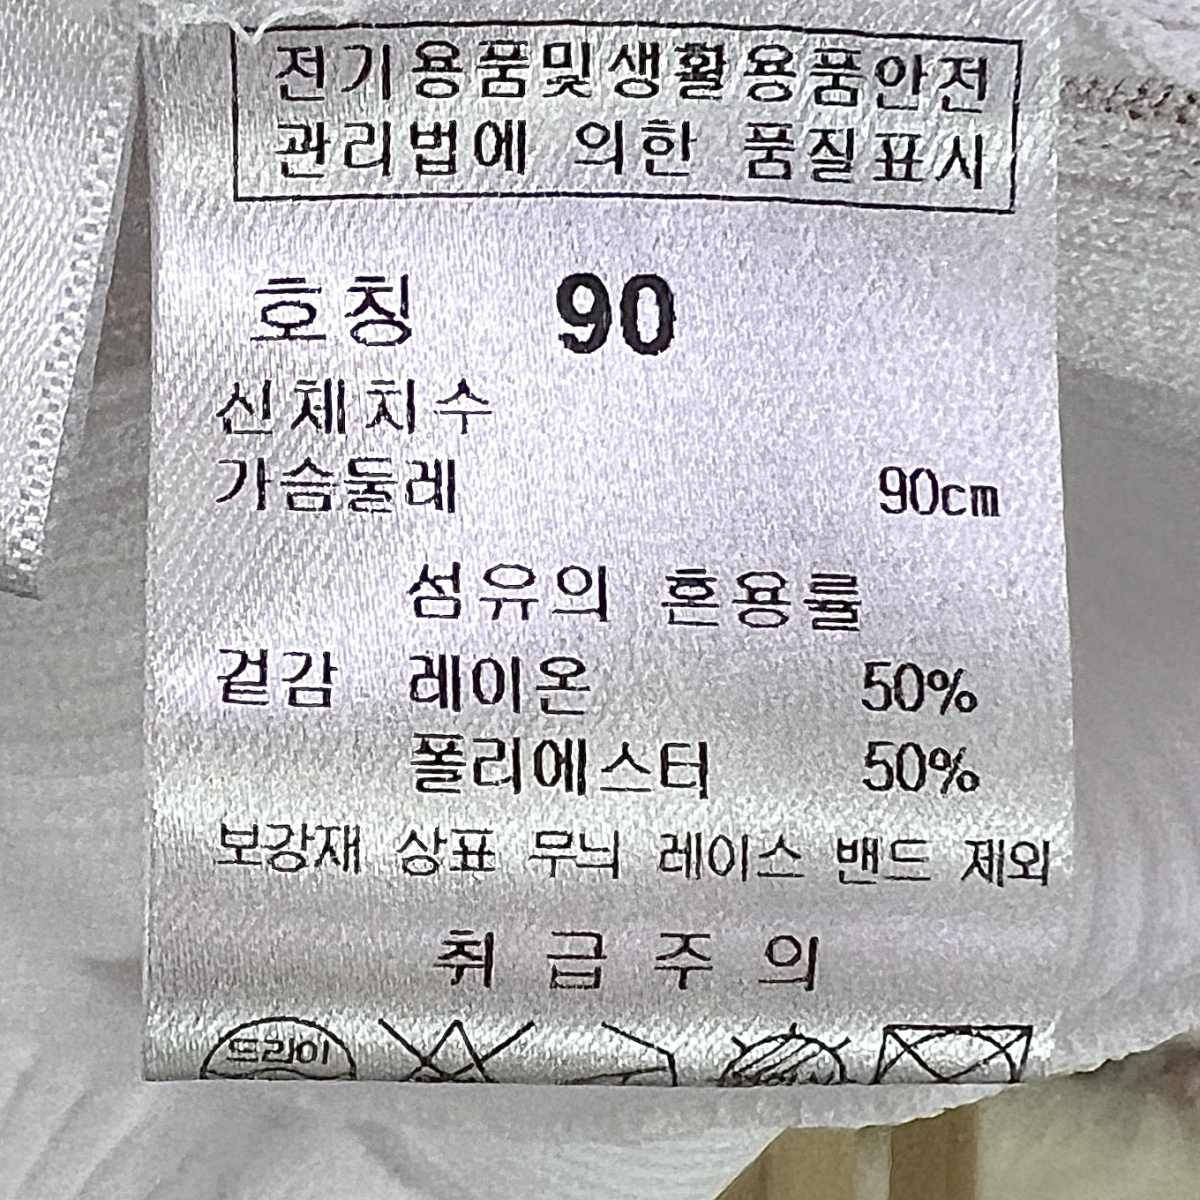 전기용품및생활용품안전
관리법에 의한 품질표시
호칭 90
신체치수
가슴둘레 90cm
섬유의 혼용률
겉감 레이온 50%
폴리에스터 50%
보강재 상표 무늬 레이스 밴드 제외
취급주의
드라이